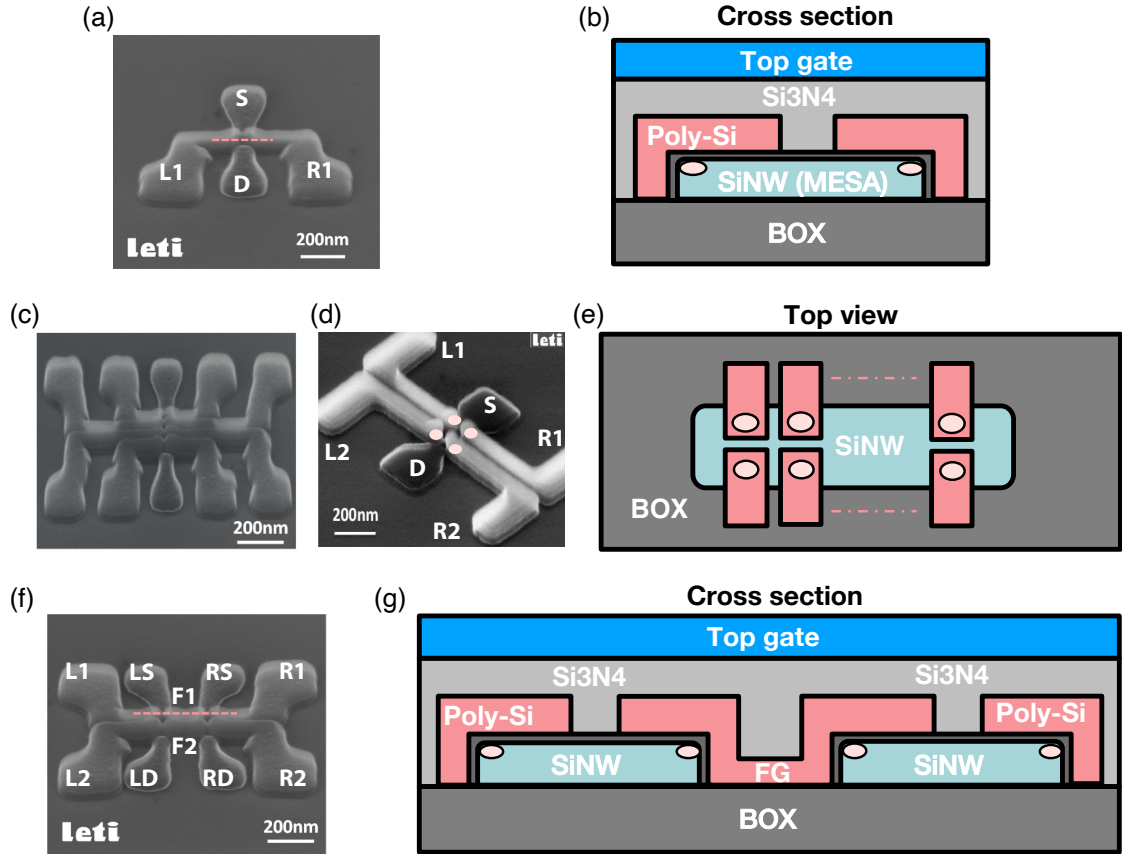 (a)
S
L1
R1
D
leti
200nm
(b)
Cross section
Top gate
Si3N4
Poly-Si
SiNW (MESA)
BOX
(c)
200nm
(d)
leti
L1
S
R1
L2
D
200nm
R2
(e)
Top view
SiNW
BOX
(f)
L1
LS
RS
R1
F1
F2
L2
LD
RD
R2
leti
200nm
(g)
Cross section
Top gate
Si3N4
Si3N4
Poly-Si
Poly-Si
SiNW
FG
SiNW
BOX